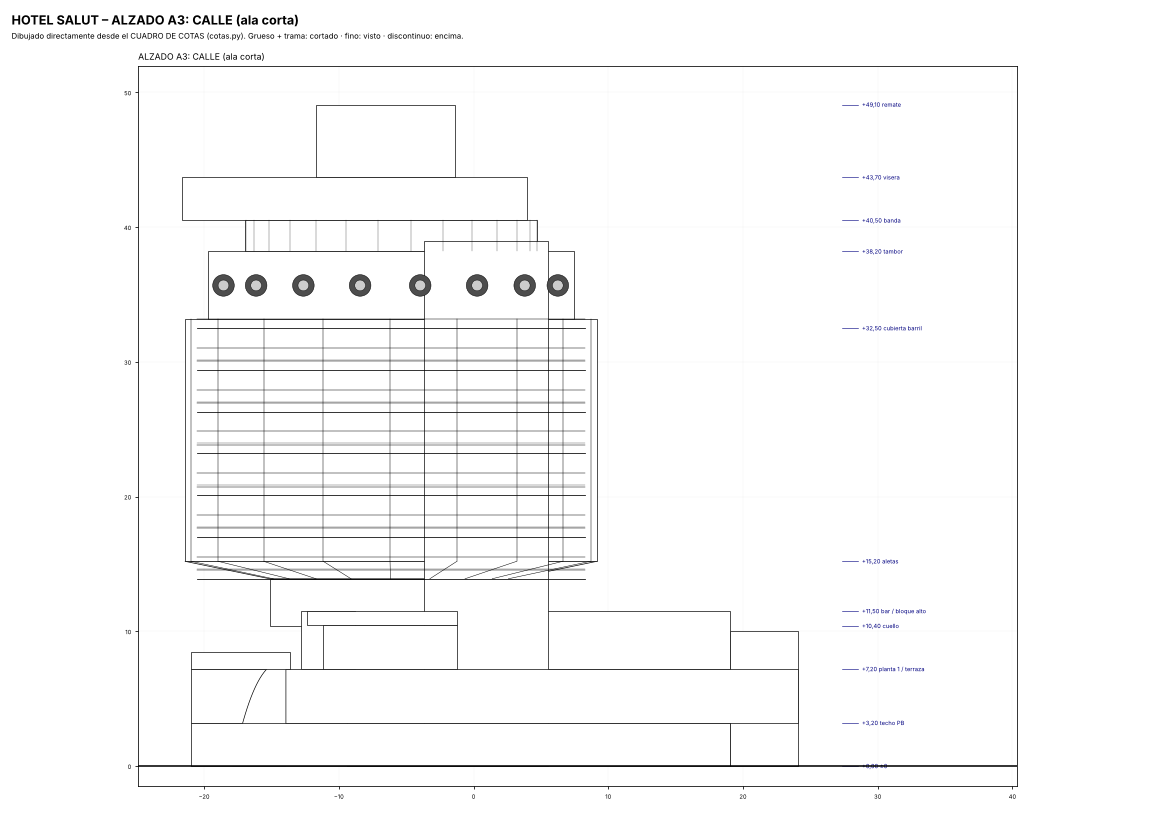 HOTEL SALUT – ALZADO A3: CALLE (ala corta)
Dibujado directamente desde el CUADRO DE COTAS (cotas.py). Grueso + trama: cortado · fino: visto · discontinuo: encima.
ALZADO A3: CALLE (ala corta)
50
+49,10 remate
+43,70 visera
+40,50 banda
40
+38,20 tambor
+32,50 cubierta barril
30
20
+15,20 aletas
+11,50 bar / bloque alto
+10,40 cuello
10
+7,20 planta 1 / terraza
+3,20 techo PB
0
−20 −10 0 10 20 30 40